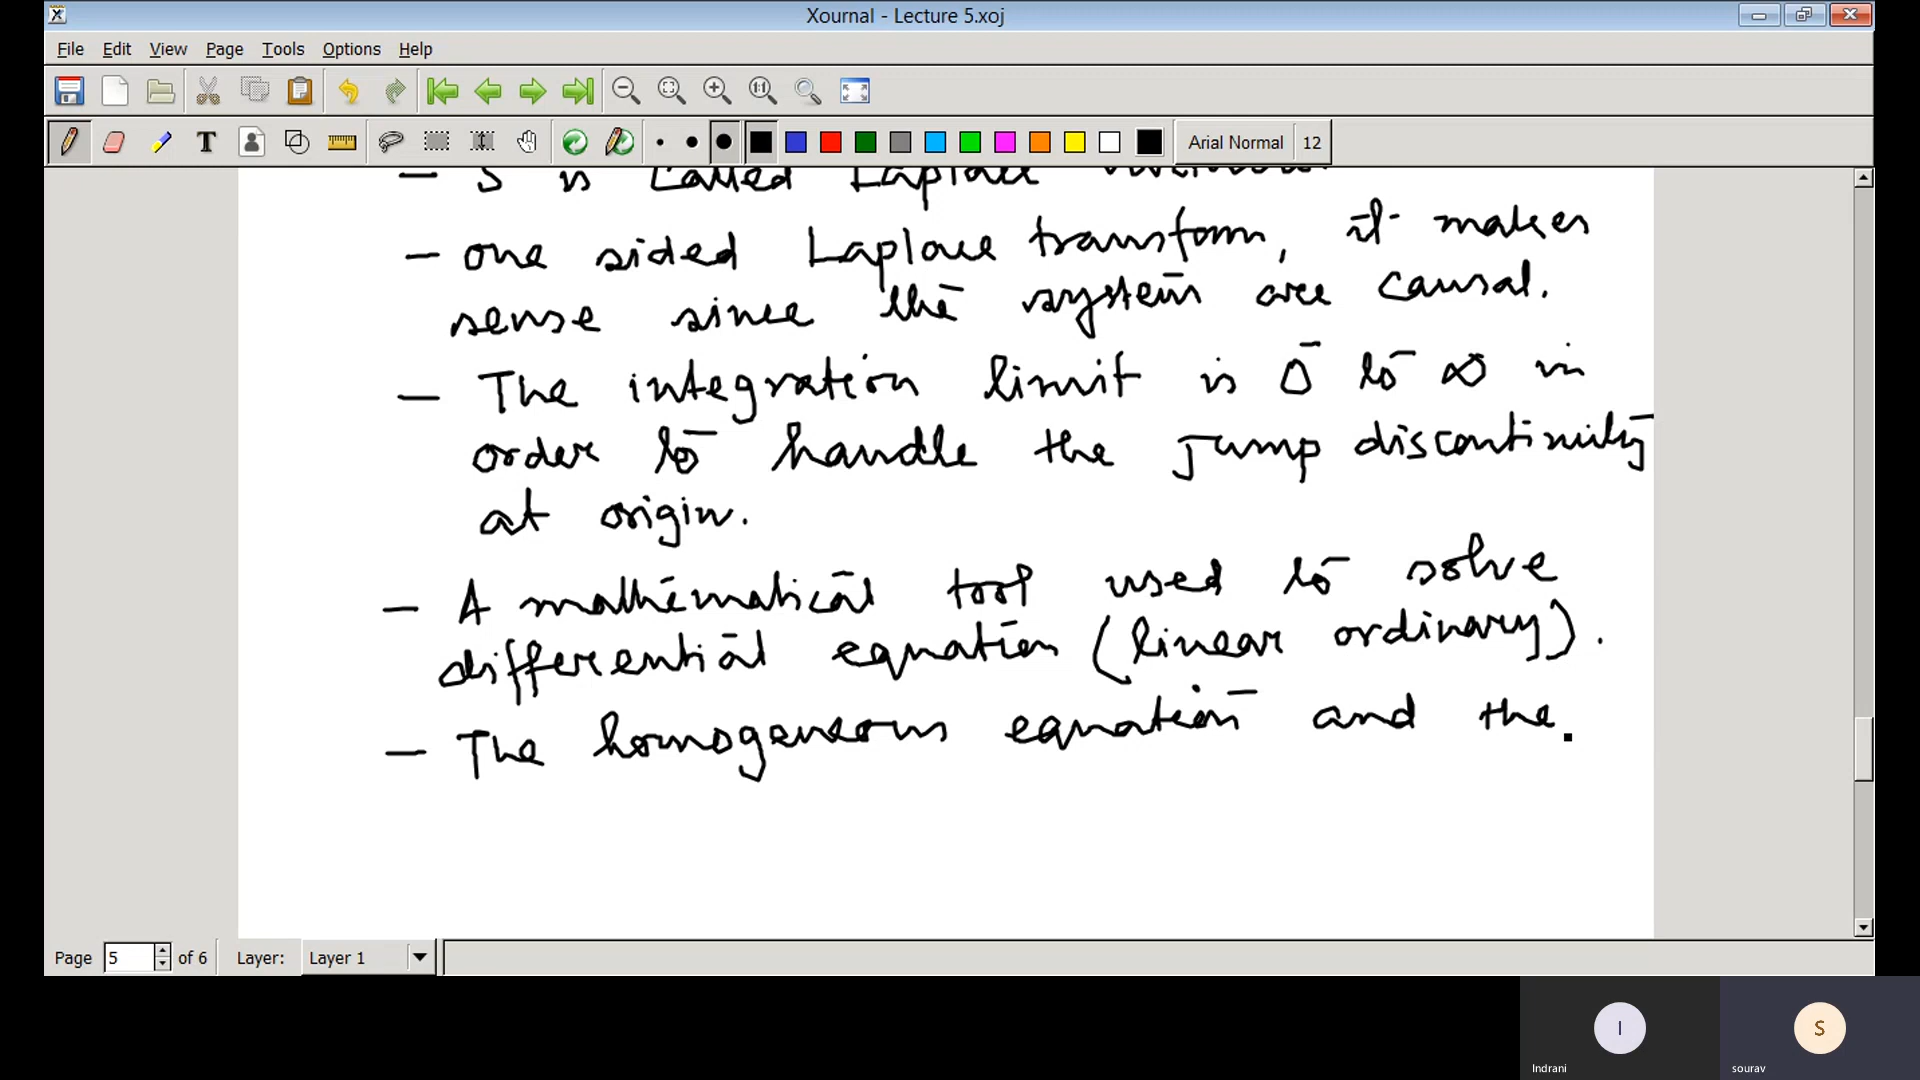 Xournal - Lecture 5.xoj
File Edit View Page Tools Options Help
Arial Normal 12
- S is called Laplace
- one sided Laplace transform, it makes
sense since the system are causal.
- The integration limit is 0⁻ to ∞ in
order to handle the jump discontinuity
at origin.
- A mathematical tool used to solve
differential equation (linear ordinary).
- The homogeneous equation and the
Page 5 of 6 Layer: Layer 1
I
S
Indrani
sourav